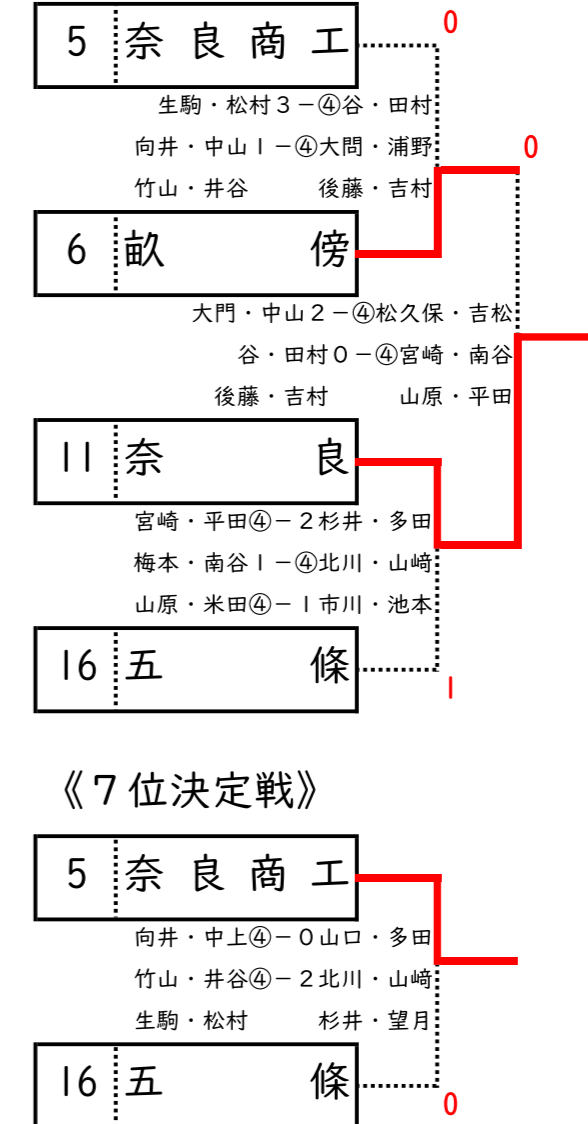 5 奈良商工
0
生駒・松村3-④谷・田村
向井・中山1-④大問・浦野
0
竹山・井谷 後藤・吉村
6 畝傍
大門・中山2-④松久保・吉松
谷・田村0-④宮崎・南谷
後藤・吉村 山原・平田
11 奈良
宮崎・平田④-2杉井・多田
梅本・南谷1-④北川・山﨑
山原・米田④-1市川・池本
16 五條
1
《7位決定戦》
5 奈良商工
向井・中上④-0山口・多田
竹山・井谷④-2北川・山﨑
生駒・松村 杉井・望月
16 五條
0